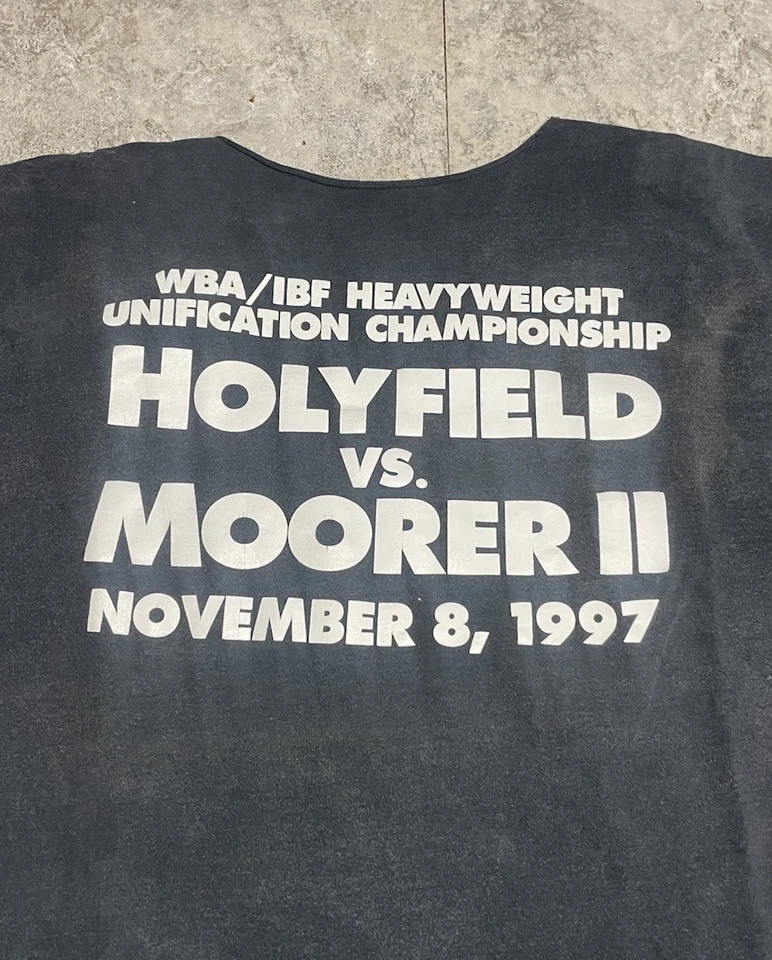 WBA/IBF HEAVYWEIGHT
UNIFICATION CHAMPIONSHIP
HOLYFIELD
VS.
MOORER II
NOVEMBER 8, 1997